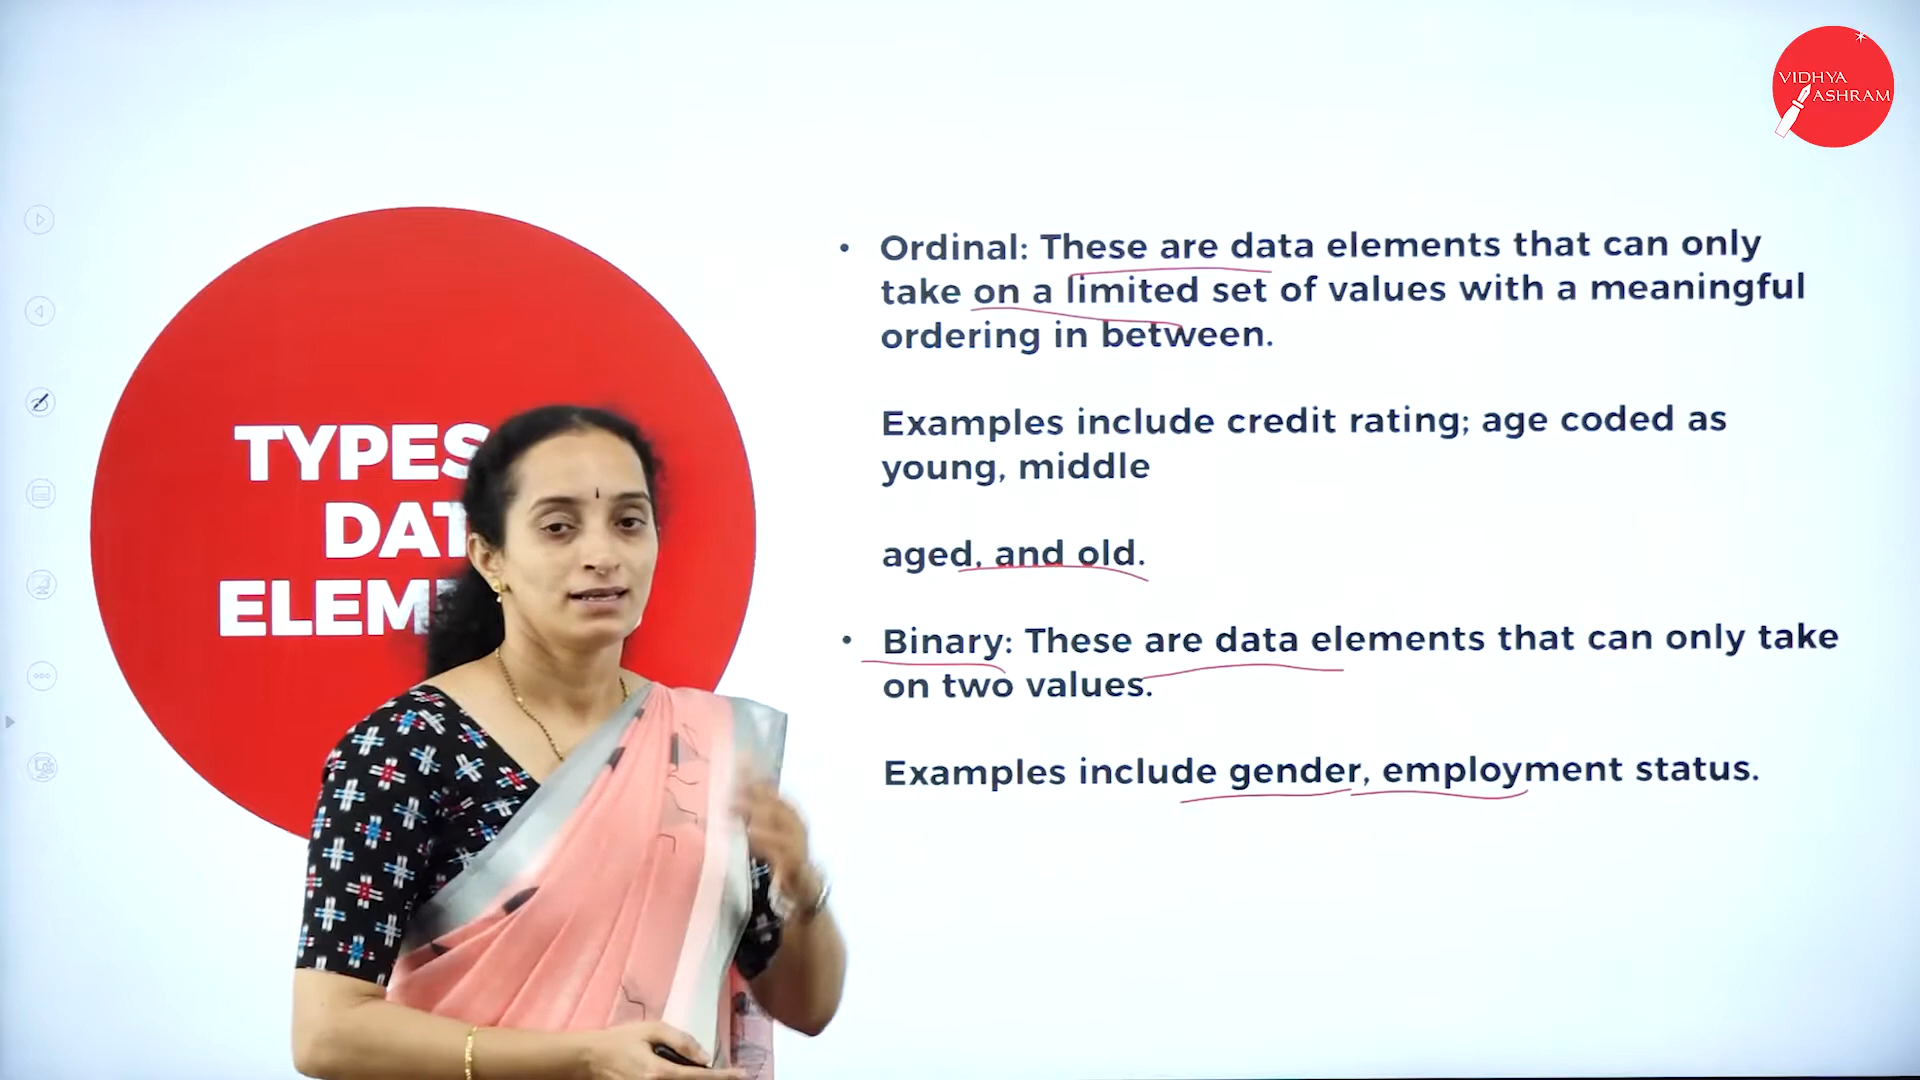 VIDHYA
ASHRAM
TYPES
DAT
ELEM
• Ordinal: These are data elements that can only
take on a limited set of values with a meaningful
ordering in between.
Examples include credit rating; age coded as
young, middle
aged, and old.
• Binary: These are data elements that can only take
on two values.
Examples include gender, employment status.